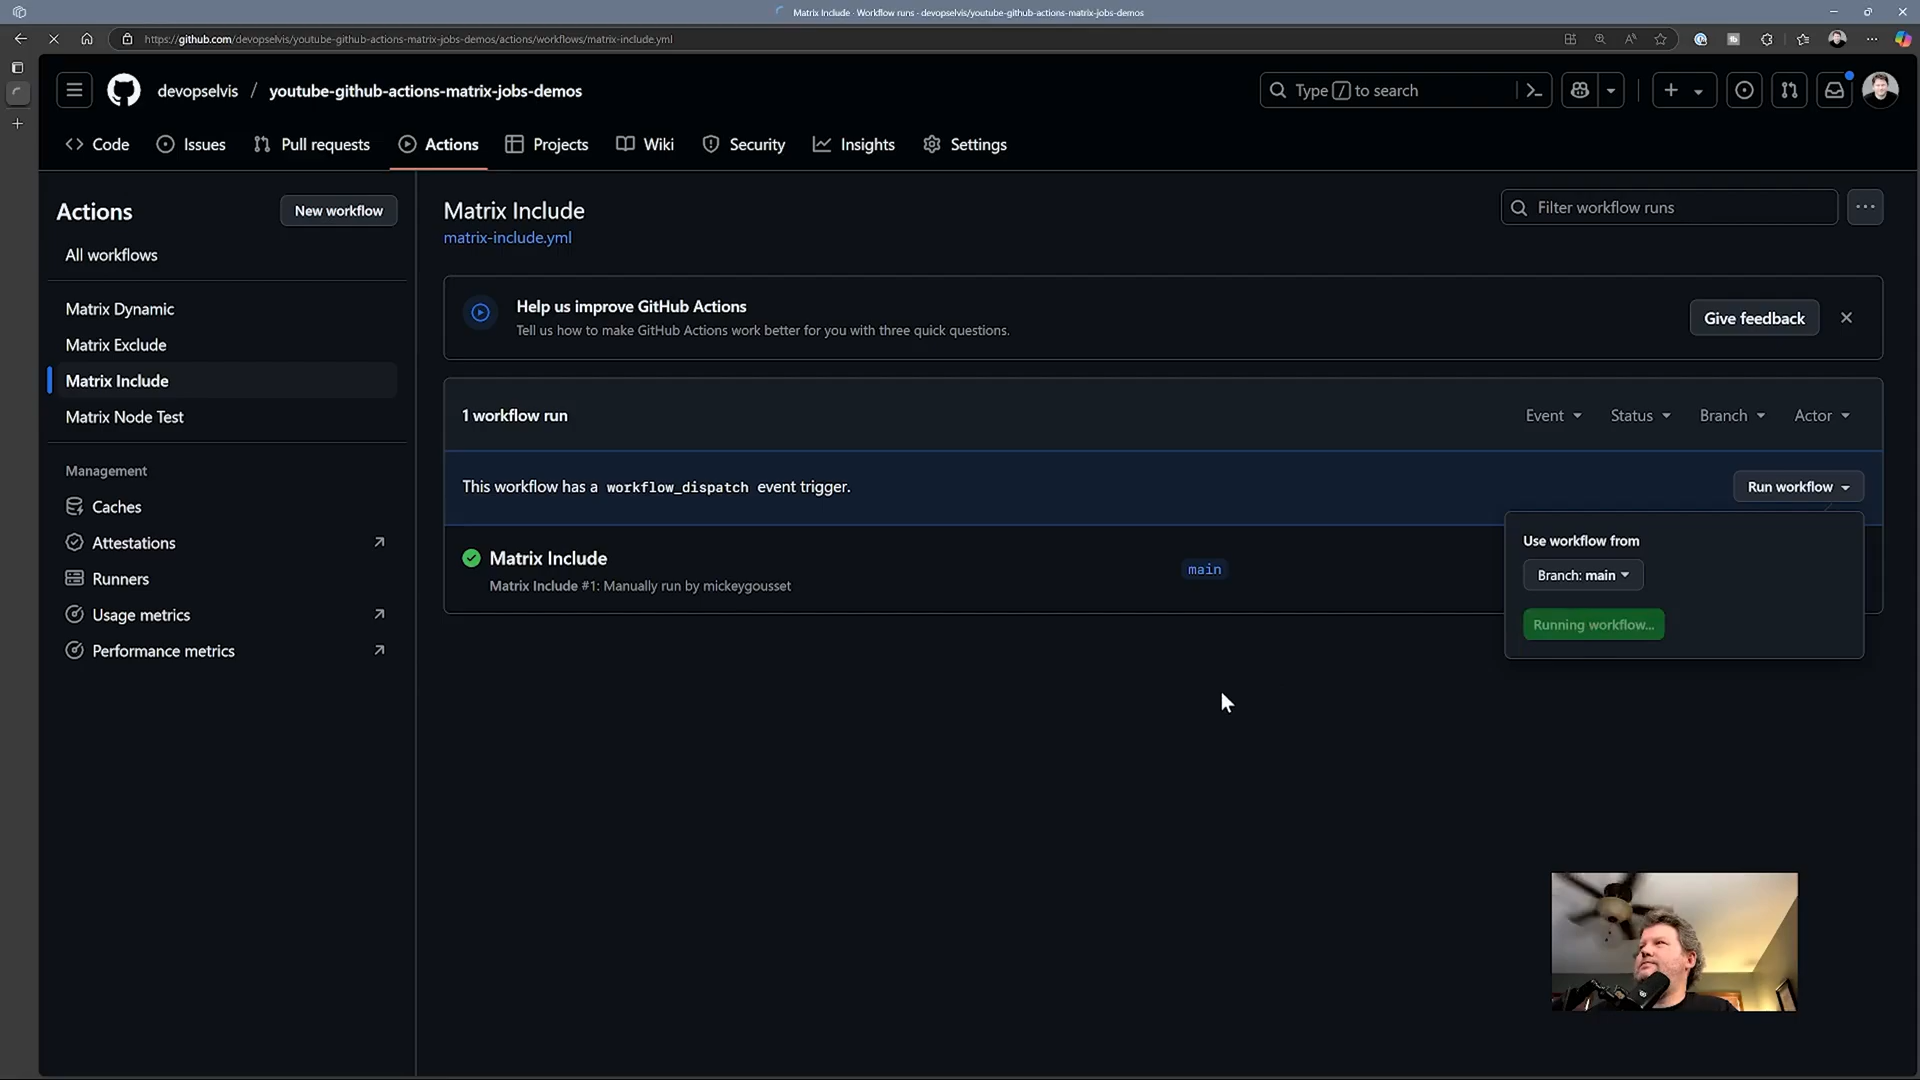 Matrix Include · Workflow runs · devopselvis/youtube-github-actions-matrix-jobs-demos
https://github.com/devopselvis/youtube-github-actions-matrix-jobs-demos/actions/workflows/matrix-include.yml
devopselvis / youtube-github-actions-matrix-jobs-demos
Type / to search
Code Issues Pull requests Actions Projects Wiki Security Insights Settings
Actions
New workflow
All workflows
Matrix Dynamic
Matrix Exclude
Matrix Include
Matrix Node Test
Management
Caches
Attestations
Runners
Usage metrics
Performance metrics
Matrix Include
matrix-include.yml
Filter workflow runs
Help us improve GitHub Actions
Tell us how to make GitHub Actions work better for you with three quick questions.
Give feedback
1 workflow run
Event Status Branch Actor
This workflow has a workflow_dispatch event trigger.
Run workflow
Use workflow from
Branch: main
Running workflow...
Matrix Include
Matrix Include #1: Manually run by mickeygousset
main